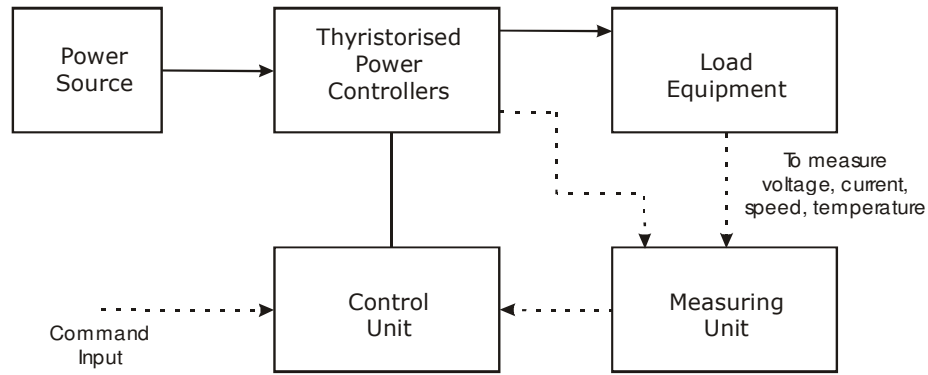 Power
Source
Thyristorised
Power
Controllers
Load
Equipment
To measure
voltage, current,
speed, temperature
Command
Input
Control
Unit
Measuring
Unit